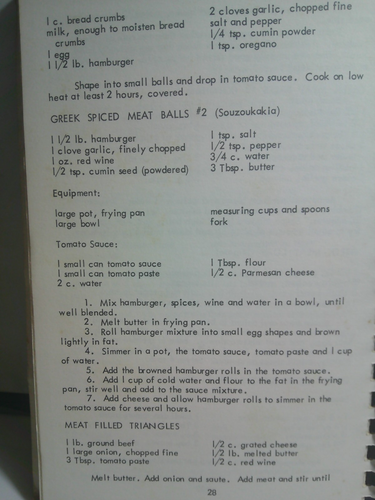 1 c. bread crumbs
milk, enough to moisten bread
crumbs
1 egg
1 1/2 lb. hamburger
2 cloves garlic, chopped fine
salt and pepper
1/4 tsp. cumin powder
1 tsp. oregano
Shape into small balls and drop in tomato sauce. Cook on low
heat at least 2 hours, covered.
GREEK SPICED MEAT BALLS #2 (Souzoukakia)
1 1/2 lb. hamburger
1 clove garlic, finely chopped
1 oz. red wine
1/2 tsp. cumin seed (powdered)
1 tsp. salt
1/2 tsp. pepper
3/4 c. water
3 Tbsp. butter
Equipment:
large pot, frying pan
large bowl
measuring cups and spoons
fork
Tomato Sauce:
1 small can tomato sauce
1 small can tomato paste
2 c. water
1 Tbsp. flour
1/2 c. Parmesan cheese
1. Mix hamburger, spices, wine and water in a bowl, until
well blended.
2. Melt butter in frying pan.
3. Roll hamburger mixture into small egg shapes and brown
lightly in fat.
4. Simmer in a pot, the tomato sauce, tomato paste and 1 cup
of water.
5. Add the browned hamburger rolls in the tomato sauce.
6. Add 1 cup of cold water and flour to the fat in the frying
pan, stir well and add to the sauce mixture.
7. Add cheese and allow hamburger rolls to simmer in the
tomato sauce for several hours.
MEAT FILLED TRIANGLES
1 lb. ground beef
1 large onion, chopped fine
3 Tbsp. tomato paste
1/2 c. grated cheese
1/2 lb. melted butter
1/2 c. red wine
Melt butter. Add onion and saute. Add meat and stir until
28